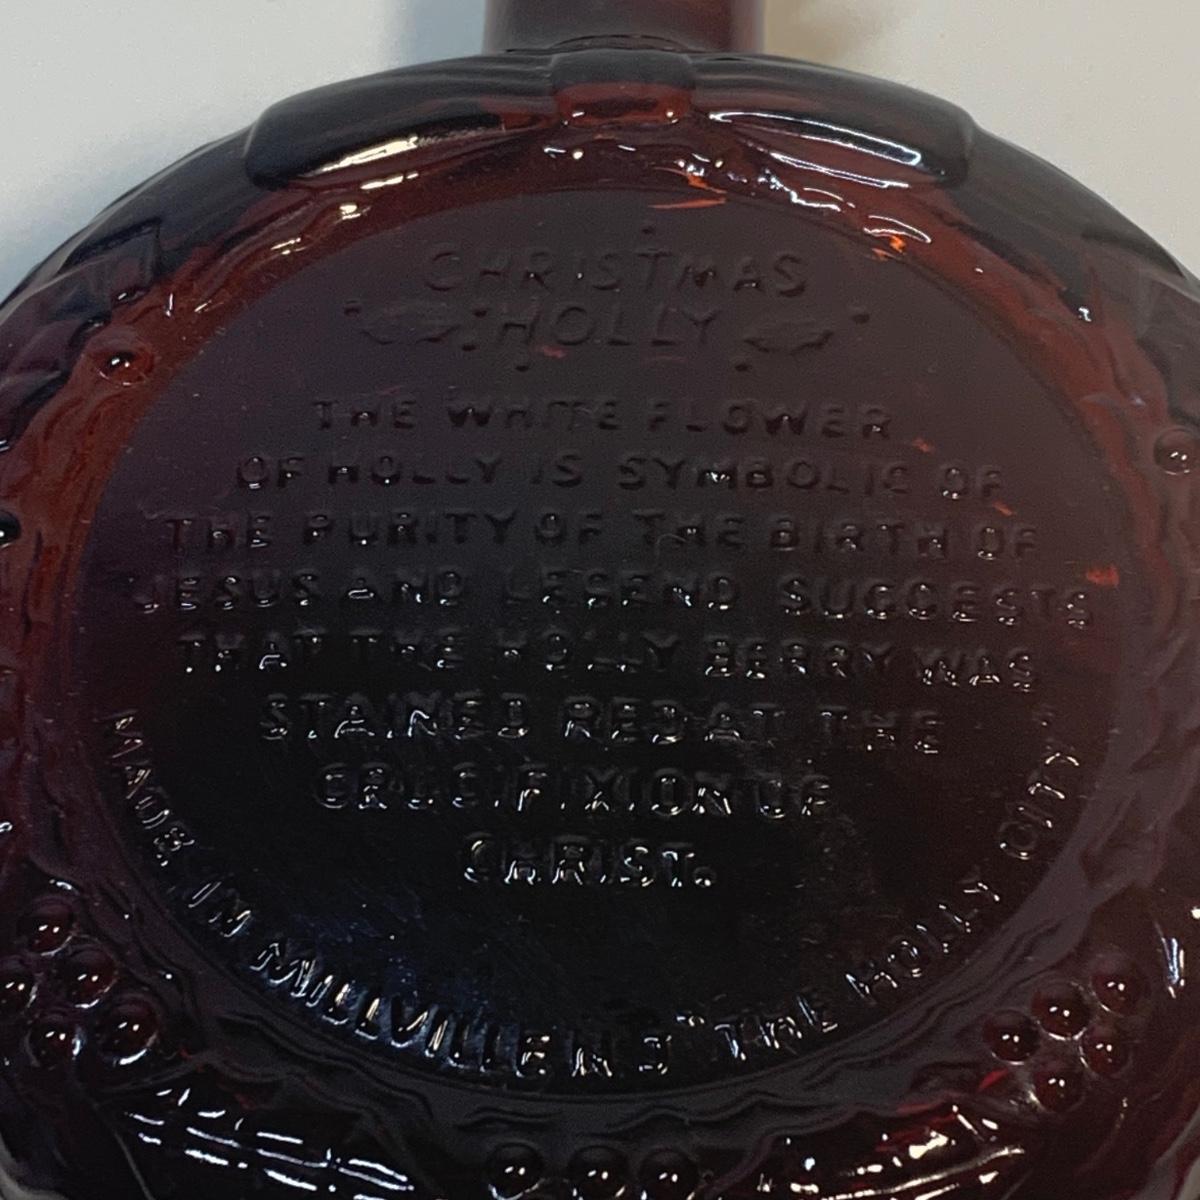 CHRISTMAS
HOLLY
THE WHITE FLOWER
OF HOLLY IS SYMBOLIC OF
THE PURITY OF THE BIRTH OF
JESUS AND LEGEND SUGGESTS
THAT THE HOLLY BERRY WAS
STAINED RED AT THE
CRUCIFIXION OF
CHRIST.
MADE IN MILLVILLE N J "THE HOLLY CITY"